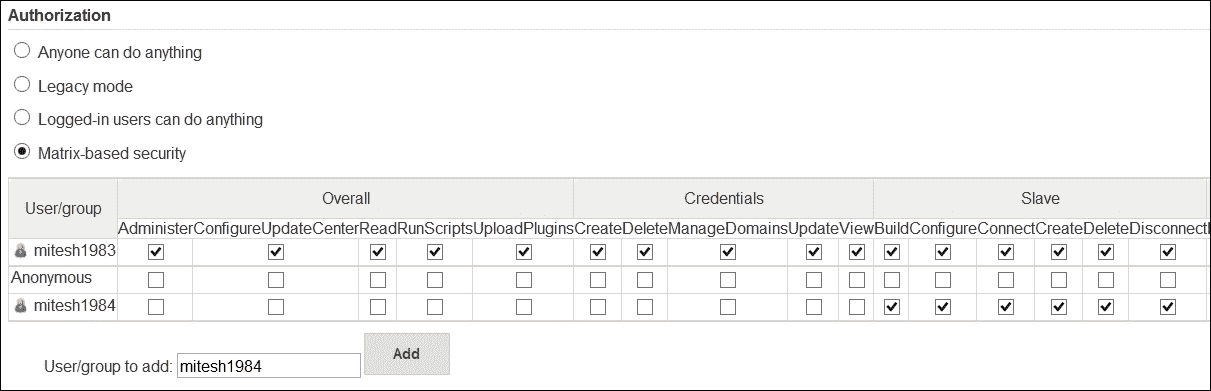 Authorization
Anyone can do anything
Legacy mode
Logged-in users can do anything
Matrix-based security
User/group Overall Credentials Slave
Administer ConfigureUpdateCenter Read RunScripts UploadPlugins Create Delete ManageDomains Update View Build Configure Connect Create Delete Disconnect
mitesh1983
Anonymous
mitesh1984
User/group to add: mitesh1984 Add